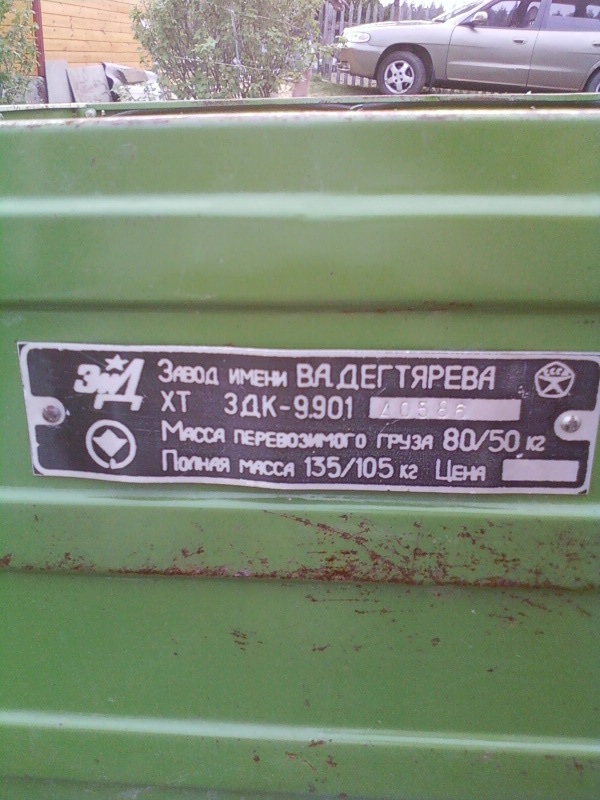 ЗиД ЗАВОД ИМЕНИ В.А.ДЕГТЯРЕВА
ХТ ЗДК-9.901 Д0586
МАССА ПЕРЕВОЗИМОГО ГРУЗА 80/50 кг
ПОЛНАЯ МАССА 135/105 кг ЦЕНА